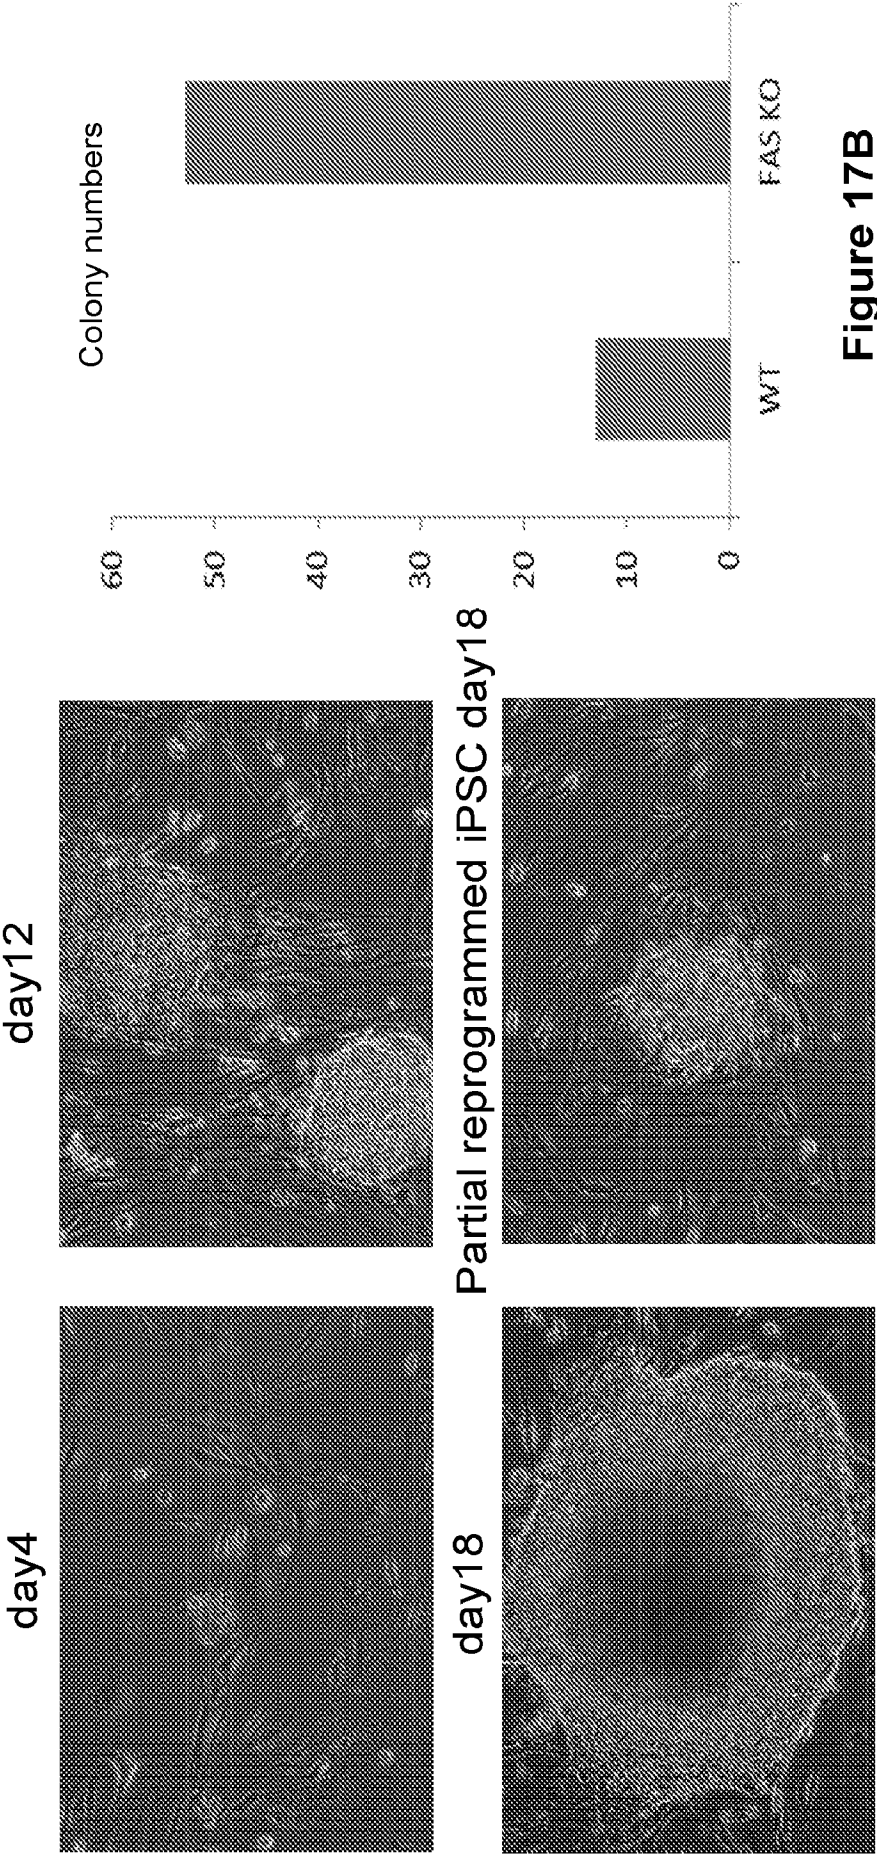 day4
day12
day18
Partial reprogrammed iPSC day18
Colony numbers
60
50
40
30
20
10
0
WT
FAS KO
Figure 17B